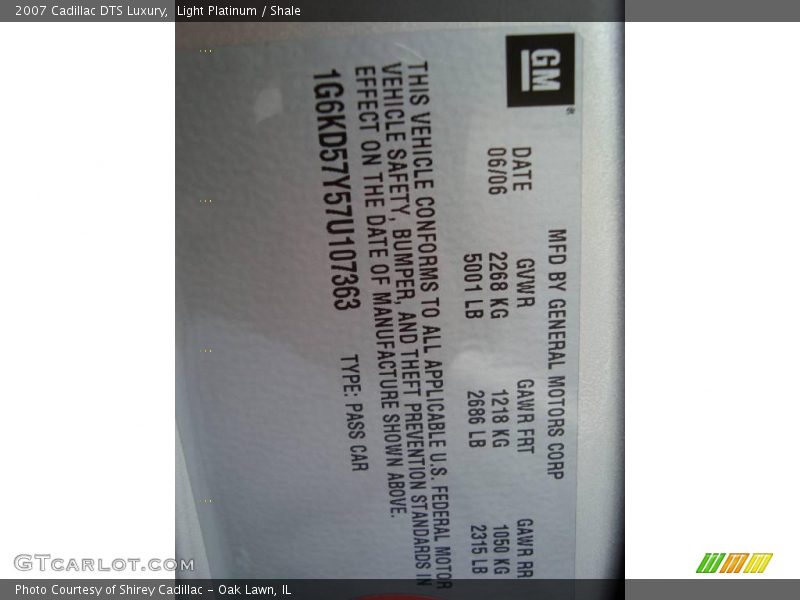 2007 Cadillac DTS Luxury, Light Platinum / Shale
GM®
MFD BY GENERAL MOTORS CORP
DATE GVWR GAWR FRT GAWR RR
06/06 2268 KG 1218 KG 1050 KG
5001 LB 2686 LB 2315 LB
THIS VEHICLE CONFORMS TO ALL APPLICABLE U.S. FEDERAL MOTOR
VEHICLE SAFETY, BUMPER, AND THEFT PREVENTION STANDARDS IN
EFFECT ON THE DATE OF MANUFACTURE SHOWN ABOVE.
1G6KD57Y57U107363 TYPE: PASS CAR
GTCarlot.com
Photo Courtesy of Shirey Cadillac - Oak Lawn, IL